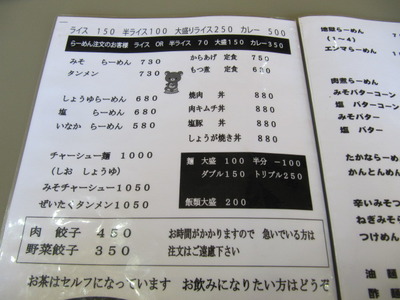 ライス 150 半ライス100 大盛りライス250 カレー 500
らーめん注文のお客様 ライス OR 半ライス 70 大盛150 カレー350
みそ らーめん 730
タンメン 730
しょうゆらーめん 680
塩 らーめん 680
いなか らーめん 580
チャーシュー麺 1000
(しお しょうゆ)
みそチャーシュー 1050
ぜいたくタンメン1050
からあげ 定食 750
もつ煮 定食 680
焼肉 丼 880
肉キムチ丼 880
塩豚 丼 880
しょうが焼き丼 880
麺 大盛 100 半分 -100
ダブル150 トリプル250
飯類大盛 200
肉 餃子 450
野菜餃子 350
お時間がかかりますので 急いでいる方は
注文はご遠慮下さい
お茶はセルフになっています お飲みになりたい方はどうぞ
地獄らーめん
(1~4)
エンマらーめん
肉煮らーめん
みそバターコーン
塩 バターコーン
みそバター
塩 バター
たかならーめん
かんとんめん
辛いみそつ
ねぎみそら
つけめん
油 麺
酢